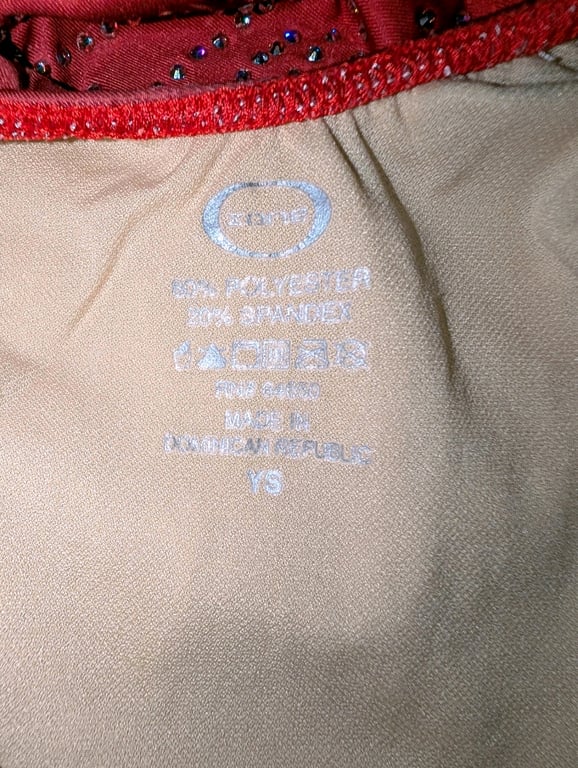 80% POLYESTER
20% SPANDEX
MADE IN
DOMINICAN REPUBLIC
YS